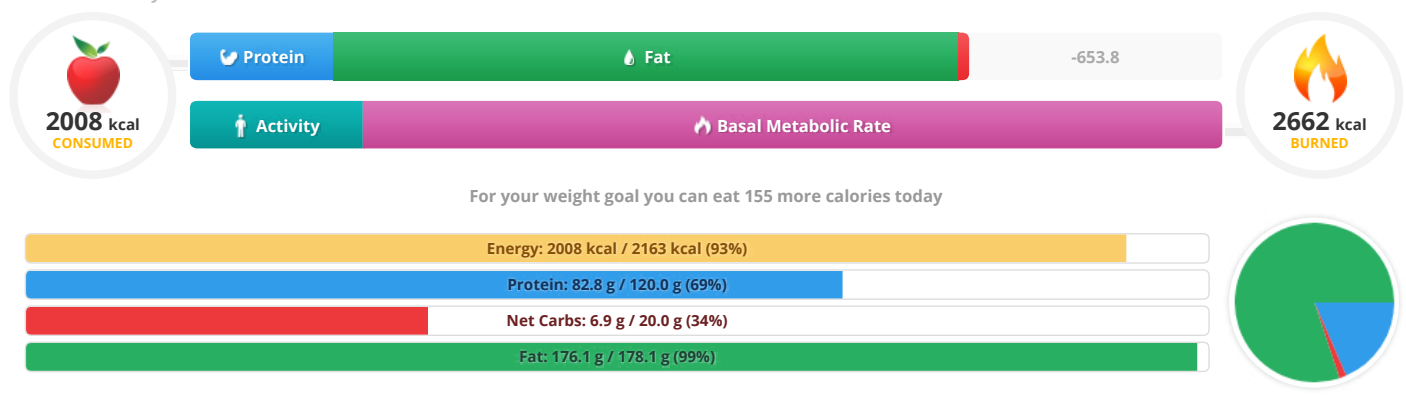 Protein
Fat
-653.8
2008 kcal
CONSUMED
Activity
Basal Metabolic Rate
2662 kcal
BURNED
For your weight goal you can eat 155 more calories today
Energy: 2008 kcal / 2163 kcal (93%)
Protein: 82.8 g / 120.0 g (69%)
Net Carbs: 6.9 g / 20.0 g (34%)
Fat: 176.1 g / 178.1 g (99%)